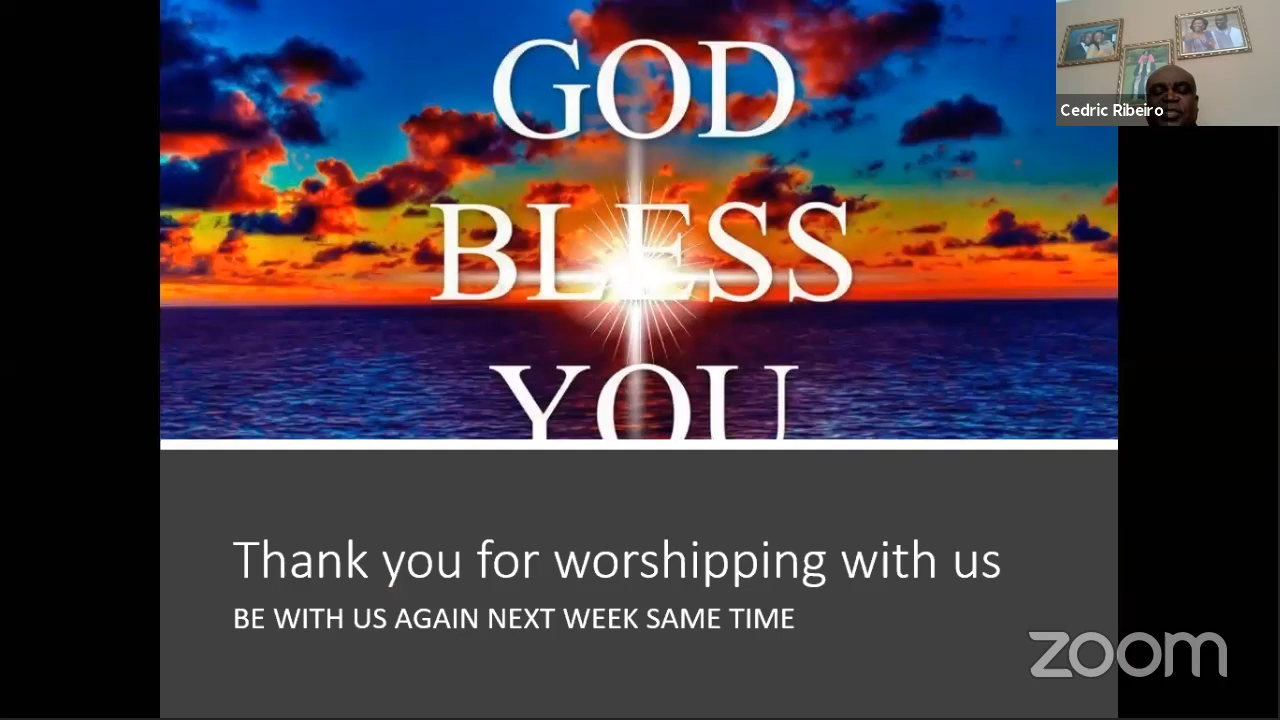 GOD
BLESS
YOU
Cedric Ribeiro
Thank you for worshipping with us
BE WITH US AGAIN NEXT WEEK SAME TIME
zoom